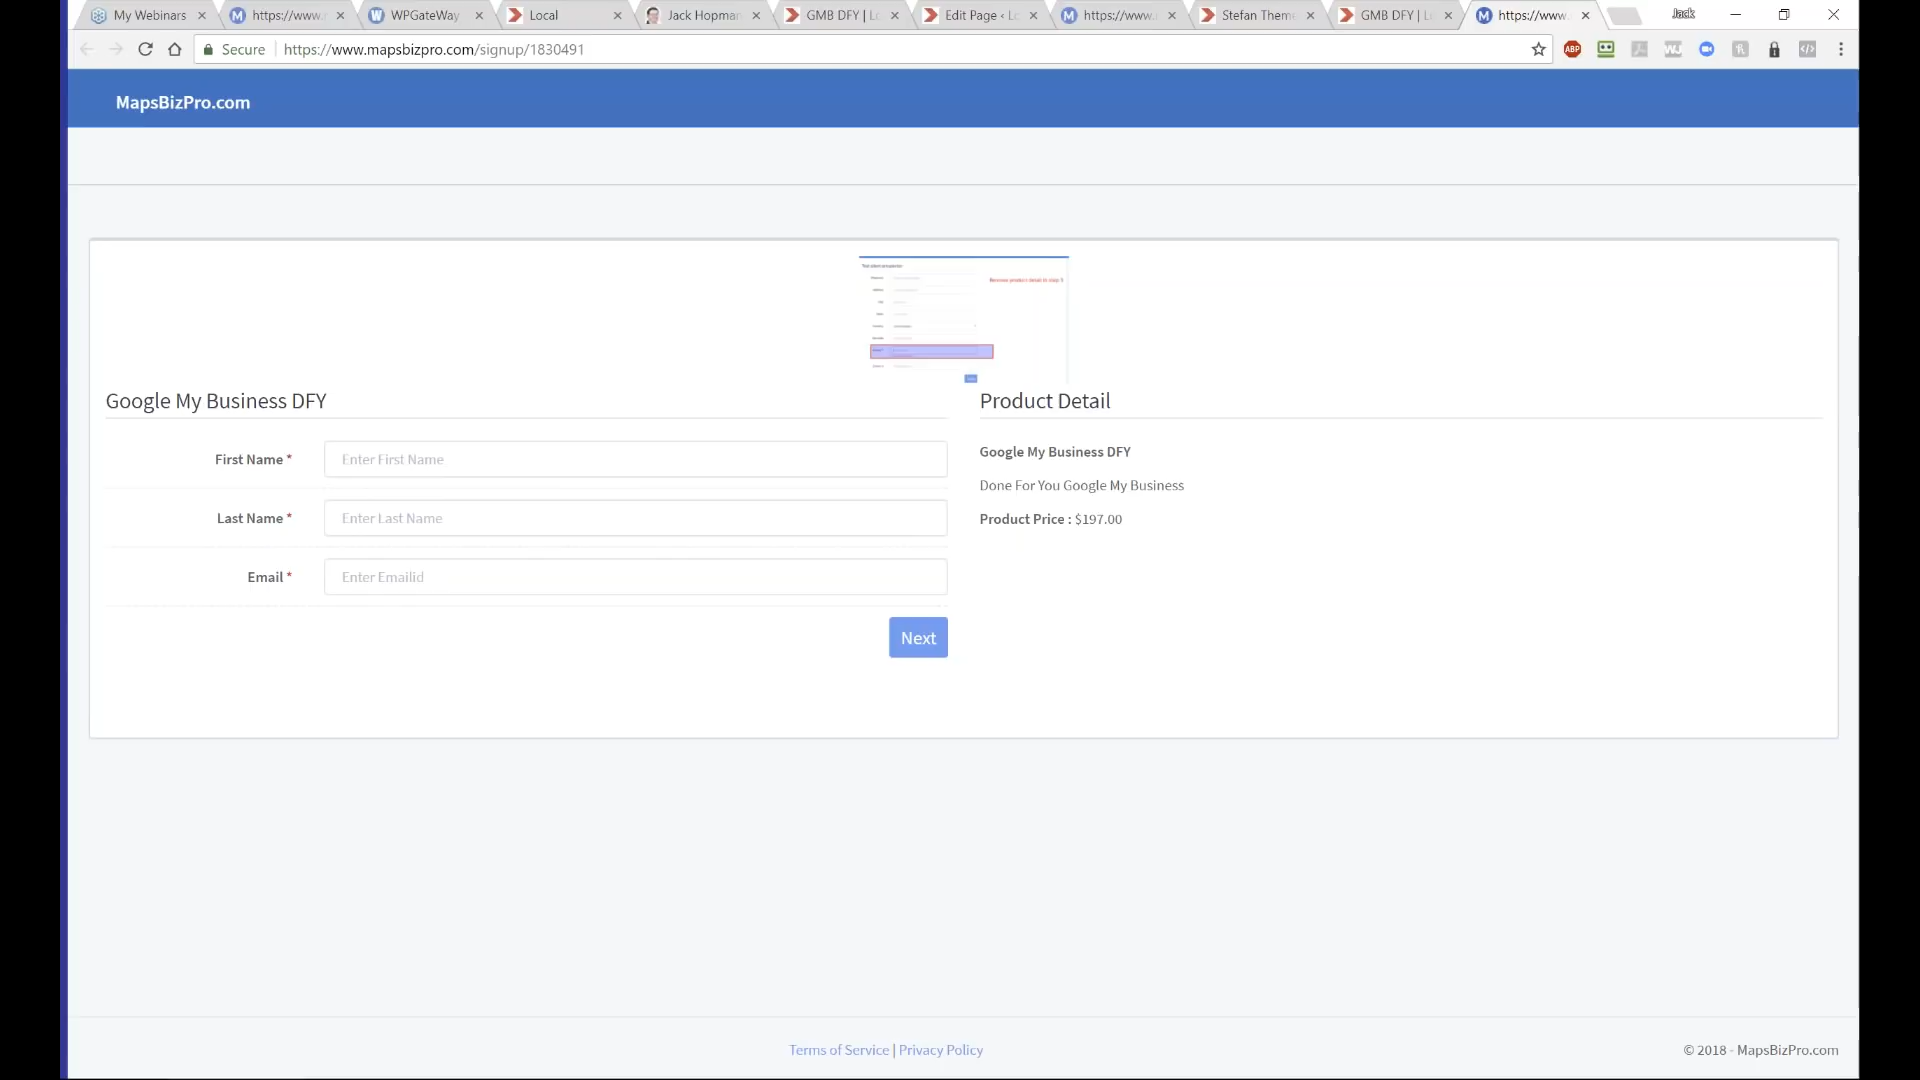 My Webinars
https://www.
WPGateWay
Local
Jack Hopman
GMB DFY | Lo
Edit Page ‹ Lo
https://www.
Stefan Theme
GMB DFY | L
https://www.
Jack
Secure
https://www.mapsbizpro.com/signup/1830491
ABP
MapsBizPro.com
Google My Business DFY
Product Detail
First Name *
Enter First Name
Google My Business DFY
Done For You Google My Business
Last Name *
Enter Last Name
Product Price : $197.00
Email *
Enter Emailid
Next
Terms of Service | Privacy Policy
© 2018 - MapsBizPro.com